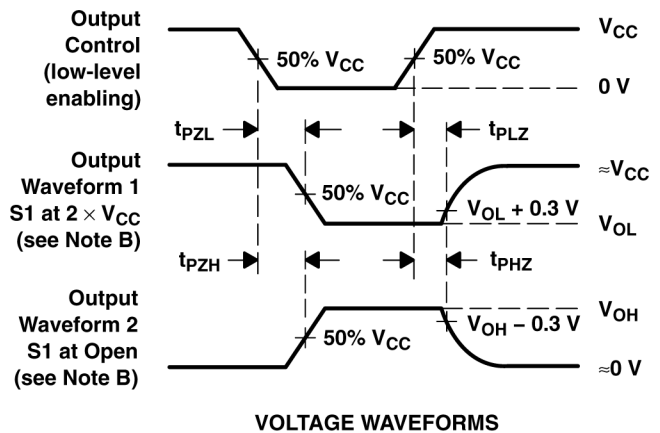 Output
Control
(low-level
enabling)
50% VCC
50% VCC
VCC
0 V
tPZL
tPLZ
Output
Waveform 1
S1 at 2 × VCC
(see Note B)
50% VCC
VOL + 0.3 V
≈VCC
VOL
tPZH
tPHZ
Output
Waveform 2
S1 at Open
(see Note B)
50% VCC
VOH − 0.3 V
VOH
≈0 V
VOLTAGE WAVEFORMS